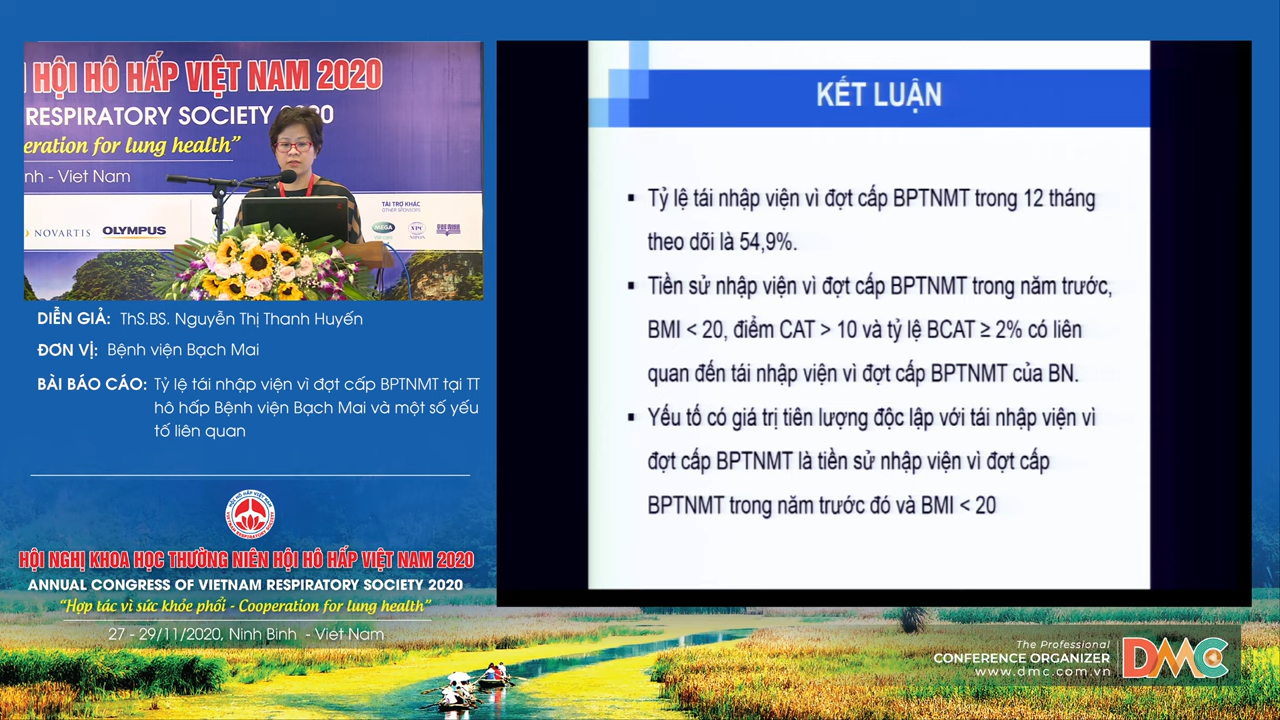 HỘI HÔ HẤP VIỆT NAM 2020
RESPIRATORY SOCIETY 2020
eration for lung health”
nh - Viet Nam
TÀI TRỢ KHÁC
OTHER SPONSORS
NOVARTIS
OLYMPUS
MEGA
VPC
DIỄN GIẢ: ThS.BS. Nguyễn Thị Thanh Huyến
ĐƠN VỊ: Bệnh viện Bạch Mai
BÀI BÁO CÁO: Tỷ lệ tái nhập viện vì đợt cấp BPTNMT tại TT
hô hấp Bệnh viện Bạch Mai và một số yếu
tố liên quan
HỘI HÔ HẤP VIỆT NAM
HỘI NGHỊ KHOA HỌC THƯỜNG NIÊN HỘI HÔ HẤP VIỆT NAM 2020
ANNUAL CONGRESS OF VIETNAM RESPIRATORY SOCIETY 2020
“Hợp tác vì sức khỏe phổi - Cooperation for lung health”
27 - 29/11/2020, Ninh Binh - Viet Nam
KẾT LUẬN
▪ Tỷ lệ tái nhập viện vì đợt cấp BPTNMT trong 12 tháng
theo dõi là 54,9%.
▪ Tiền sử nhập viện vì đợt cấp BPTNMT trong năm trước,
BMI < 20, điểm CAT > 10 và tỷ lệ BCAT ≥ 2% có liên
quan đến tái nhập viện vì đợt cấp BPTNMT của BN.
▪ Yếu tố có giá trị tiên lượng độc lập với tái nhập viện vì
đợt cấp BPTNMT là tiền sử nhập viện vì đợt cấp
BPTNMT trong năm trước đó và BMI < 20
The Professional
CONFERENCE ORGANIZER
www.dmc.com.vn
DMC